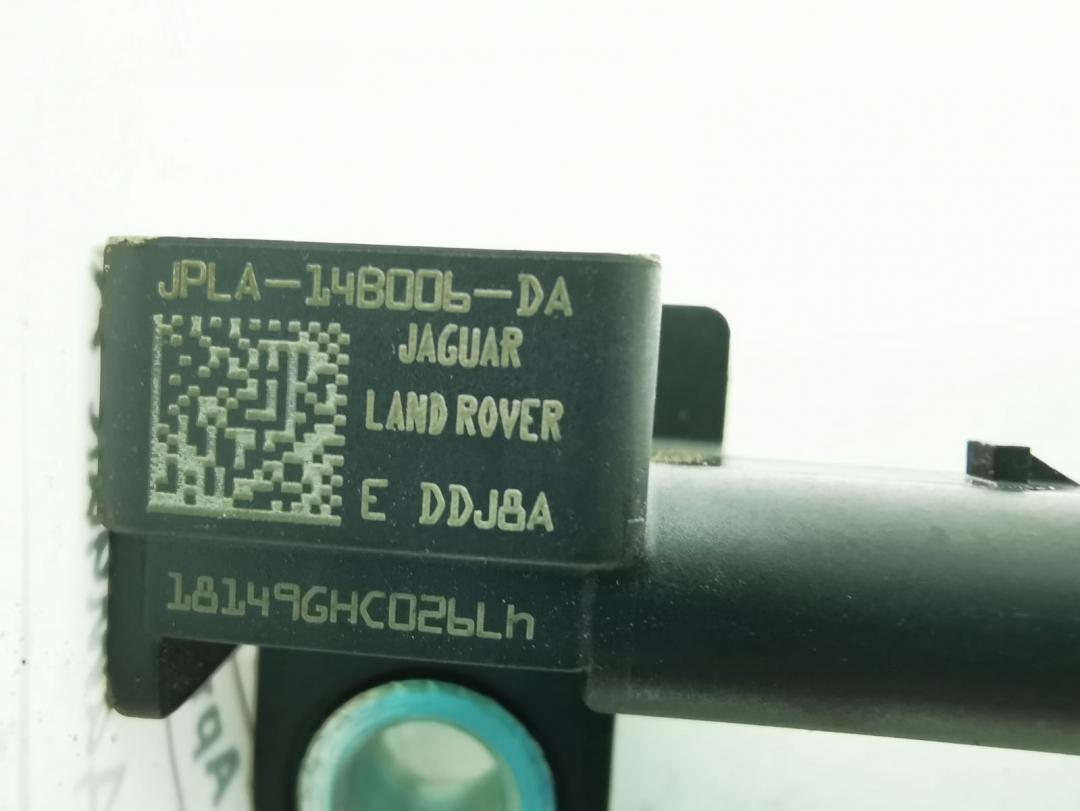 JPLA-14B006-DA
JAGUAR
LAND ROVER
E DDJ8A
18149GHC026Lh